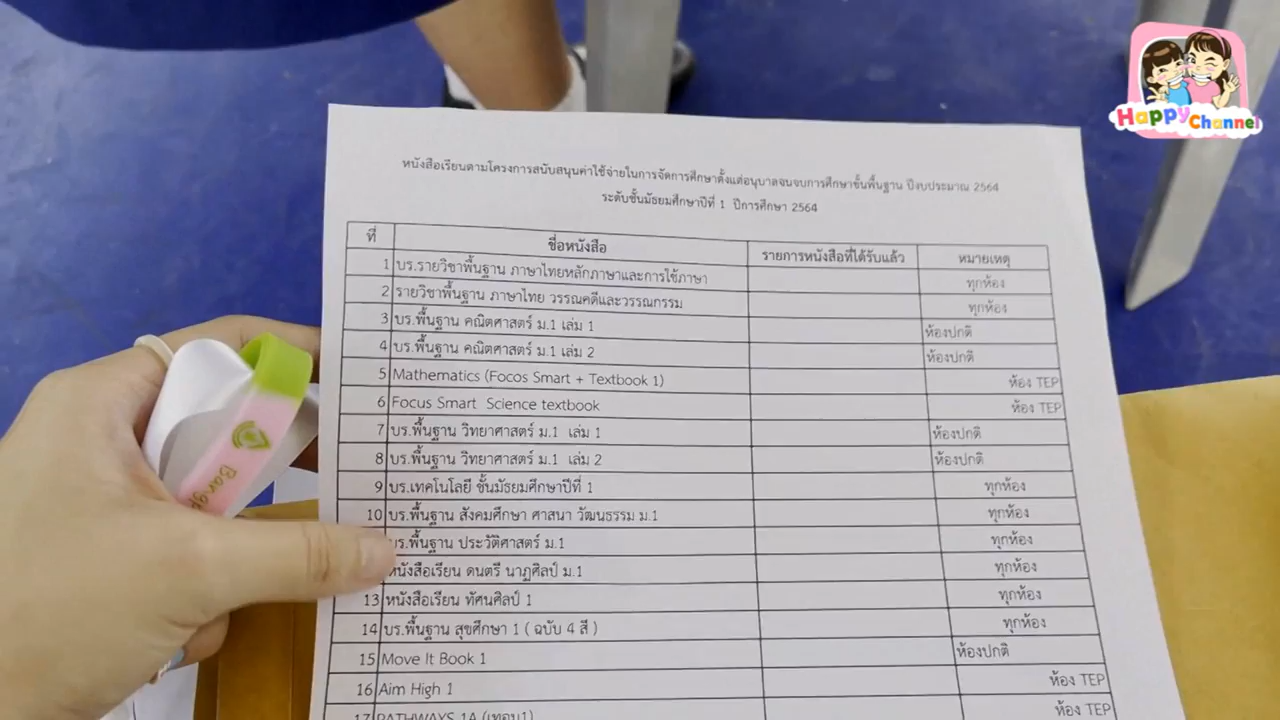 Happy Channel
หนังสือเรียนตามโครงการสนับสนุนค่าใช้จ่ายในการจัดการศึกษาตั้งแต่อนุบาลจนจบการศึกษาขั้นพื้นฐาน ปีงบประมาณ 2564
ระดับชั้นมัธยมศึกษาปีที่ 1 ปีการศึกษา 2564
ที่ ชื่อหนังสือ รายการหนังสือที่ได้รับแล้ว หมายเหตุ
1 บร.รายวิชาพื้นฐาน ภาษาไทยหลักภาษาและการใช้ภาษา ทุกห้อง
2 รายวิชาพื้นฐาน ภาษาไทย วรรณคดีและวรรณกรรม ทุกห้อง
3 บร.พื้นฐาน คณิตศาสตร์ ม.1 เล่ม 1 ห้องปกติ
4 บร.พื้นฐาน คณิตศาสตร์ ม.1 เล่ม 2 ห้องปกติ
5 Mathematics (Focos Smart + Textbook 1) ห้อง TEP
6 Focus Smart Science textbook ห้อง TEP
7 บร.พื้นฐาน วิทยาศาสตร์ ม.1 เล่ม 1 ห้องปกติ
8 บร.พื้นฐาน วิทยาศาสตร์ ม.1 เล่ม 2 ห้องปกติ
9 บร.เทคโนโลยี ชั้นมัธยมศึกษาปีที่ 1 ทุกห้อง
10 บร.พื้นฐาน สังคมศึกษา ศาสนา วัฒนธรรม ม.1 ทุกห้อง
บร.พื้นฐาน ประวัติศาสตร์ ม.1 ทุกห้อง
หนังสือเรียน ดนตรี นาฏศิลป์ ม.1 ทุกห้อง
13 หนังสือเรียน ทัศนศิลป์ 1 ทุกห้อง
14 บร.พื้นฐาน สุขศึกษา 1 ( ฉบับ 4 สี ) ทุกห้อง
15 Move It Book 1 ห้องปกติ
16 Aim High 1 ห้อง TEP
17 PATHWAYS 1A (เทอม1) ห้อง TEP